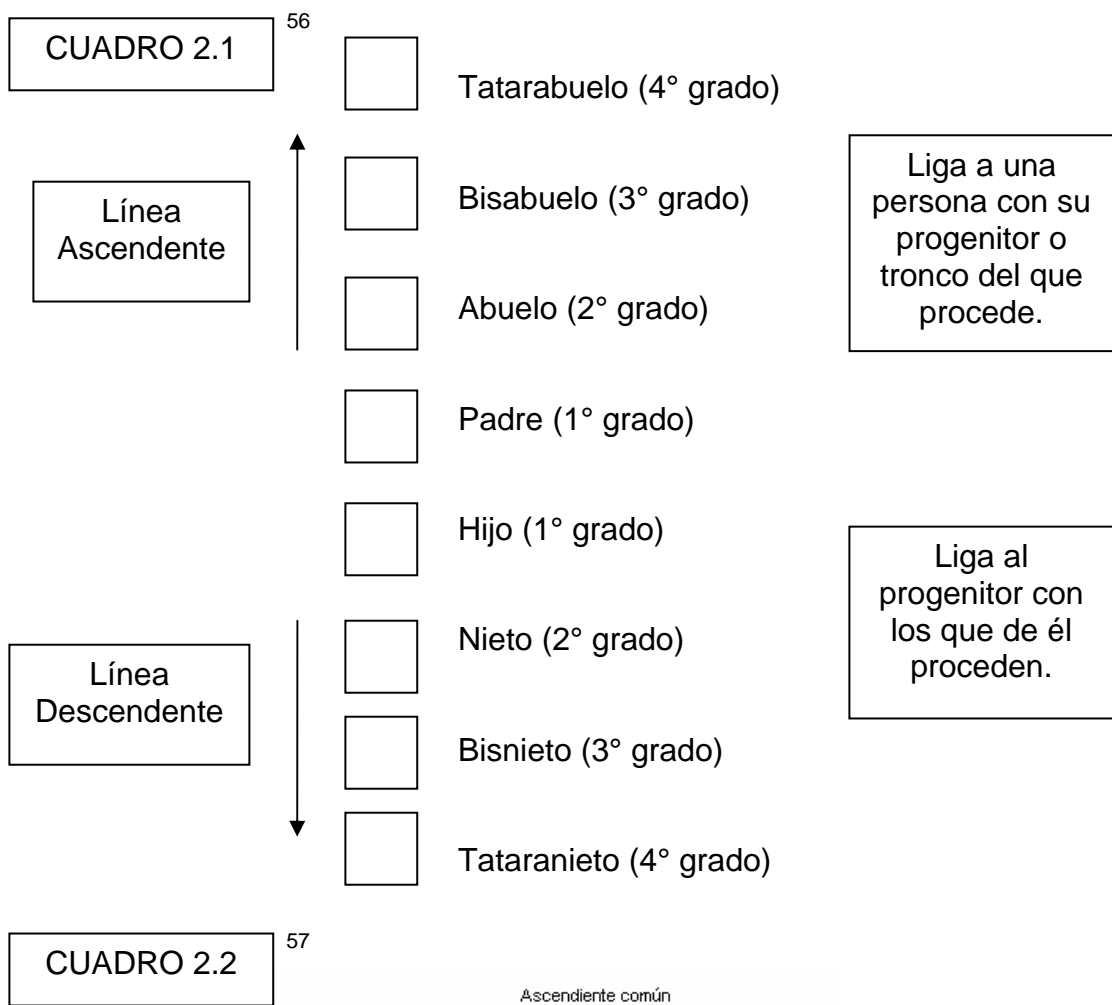 CUADRO 2.1
56
Tatarabuelo (4° grado)
Línea
Ascendente
Bisabuelo (3° grado)
Liga a una
persona con su
progenitor o
tronco del que
procede.
Abuelo (2° grado)
Padre (1° grado)
Hijo (1° grado)
Línea
Descendente
Nieto (2° grado)
Liga al
progenitor con
los que de él
proceden.
Bisnieto (3° grado)
Tataranieto (4° grado)
CUADRO 2.2
57
Ascendiente común